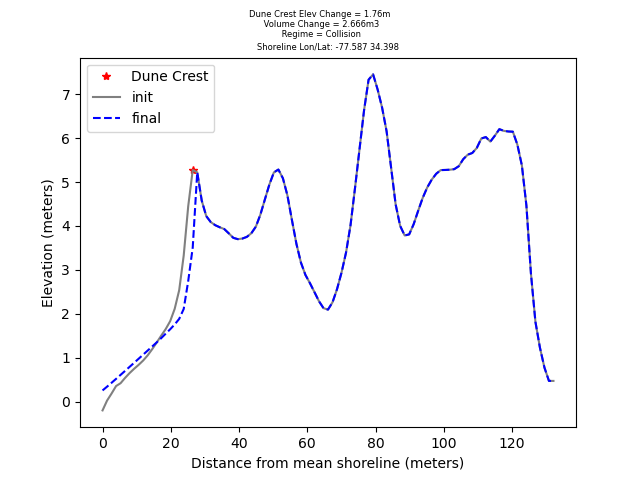 Dune Crest Elev Change = 1.76m
Volume Change = 2.666m3
Regime = Collision
Shoreline Lon/Lat: -77.587 34.398
Dune Crest
init
final
7
6
5
4
3
2
1
0
Elevation (meters)
0 20 40 60 80 100 120
Distance from mean shoreline (meters)